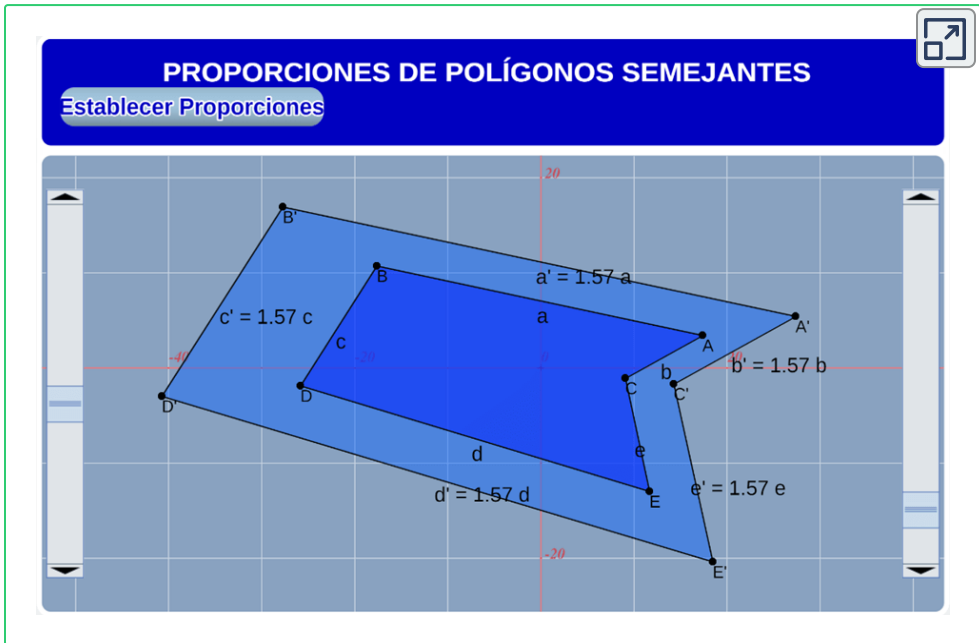 PROPORCIONES DE POLÍGONOS SEMEJANTES
Establecer Proporciones
20
B'
B
a' = 1.57 a
a
c' = 1.57 c
A'
c
A
-40
-20
0
20
b
b' = 1.57 b
D
C
C'
D'
d
e
d' = 1.57 d
e' = 1.57 e
E
-20
E'